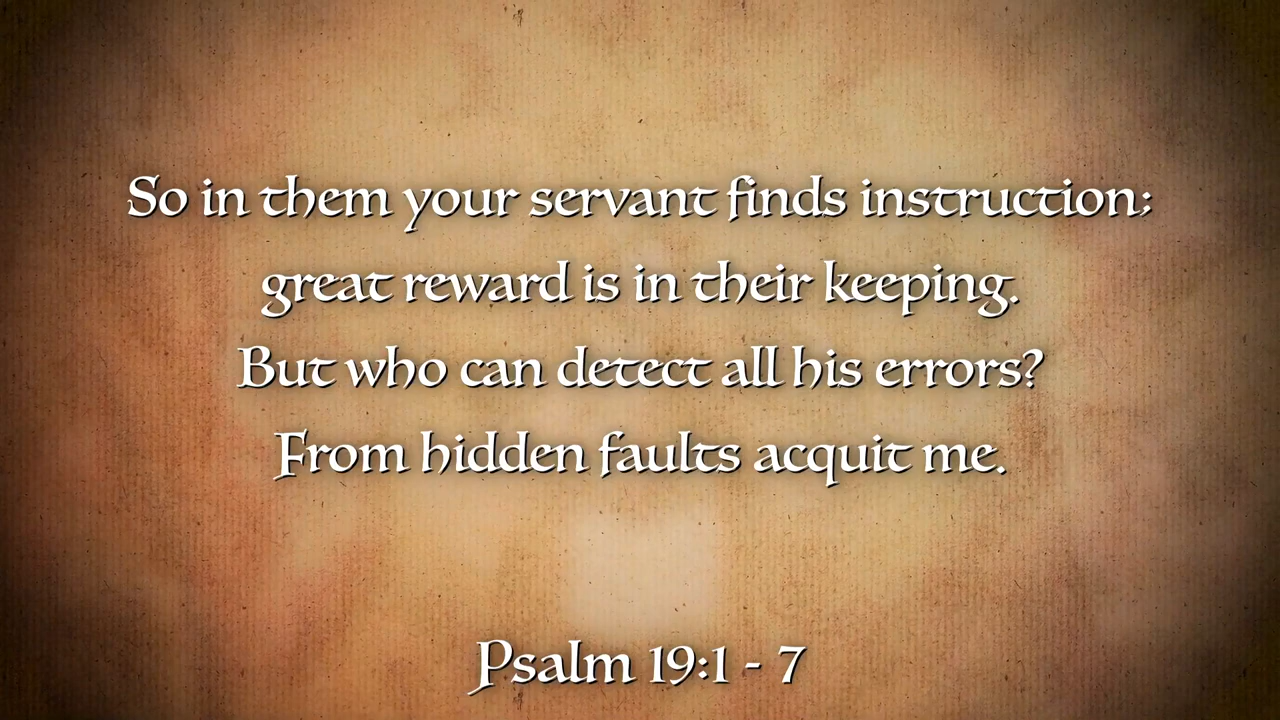 So in them your servant finds instruction;
great reward is in their keeping.
But who can detect all his errors?
From hidden faults acquit me.
Psalm 19:1 - 7